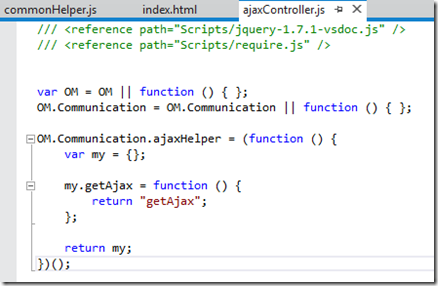 commonHelper.js index.html ajaxController.js
/// <reference path="Scripts/jquery-1.7.1-vsdoc.js" />
/// <reference path="Scripts/require.js" />
var OM = OM || function () { };
OM.Communication = OM.Communication || function () { };
OM.Communication.ajaxHelper = (function () {
var my = {};
my.getAjax = function () {
return "getAjax";
};
return my;
})();